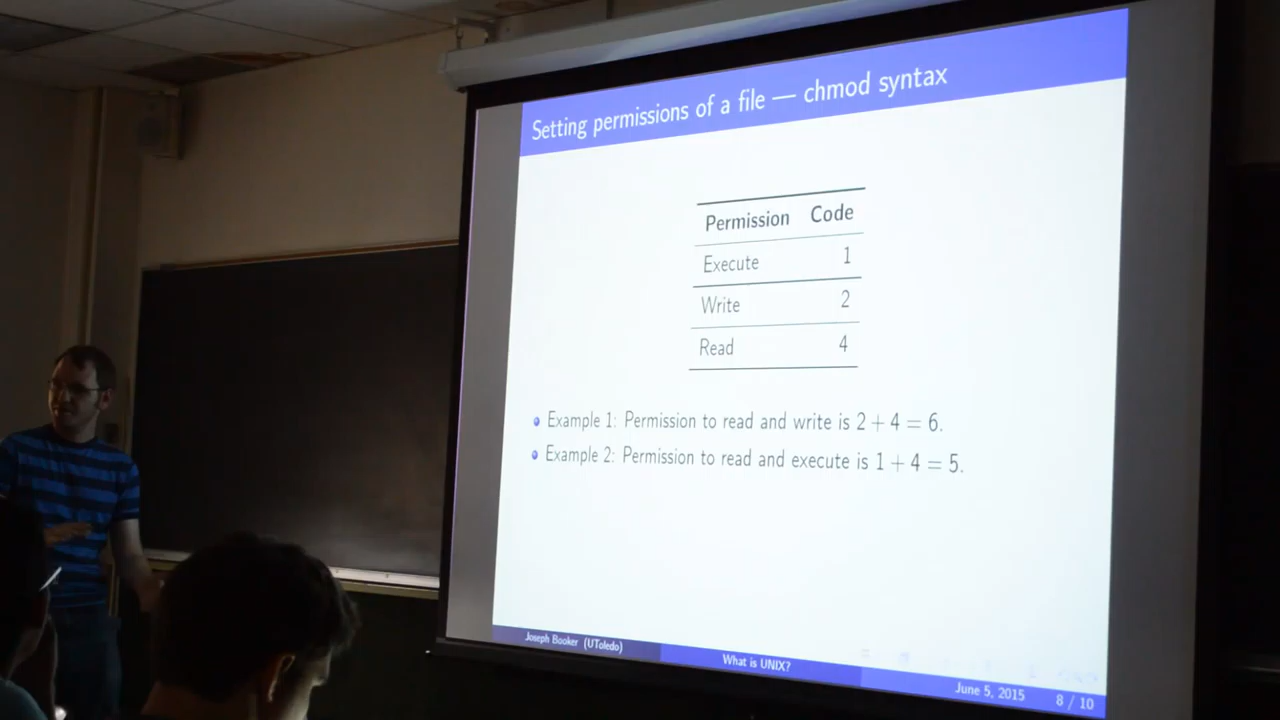 Setting permissions of a file — chmod syntax
Permission Code
Execute 1
Write 2
Read 4
Example 1: Permission to read and write is 2 + 4 = 6.
Example 2: Permission to read and execute is 1 + 4 = 5.
Joseph Booker (UToledo)
What is UNIX?
June 5, 2015 8 / 10